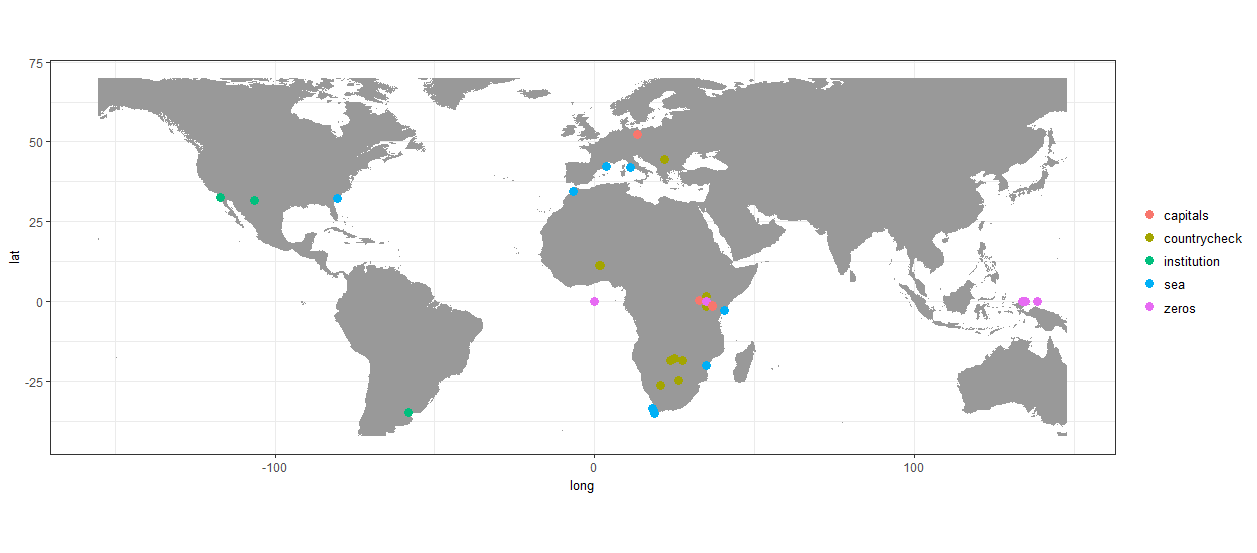 75
50
25
0
-25
lat
-100
0
100
long
capitals
countrycheck
institution
sea
zeros